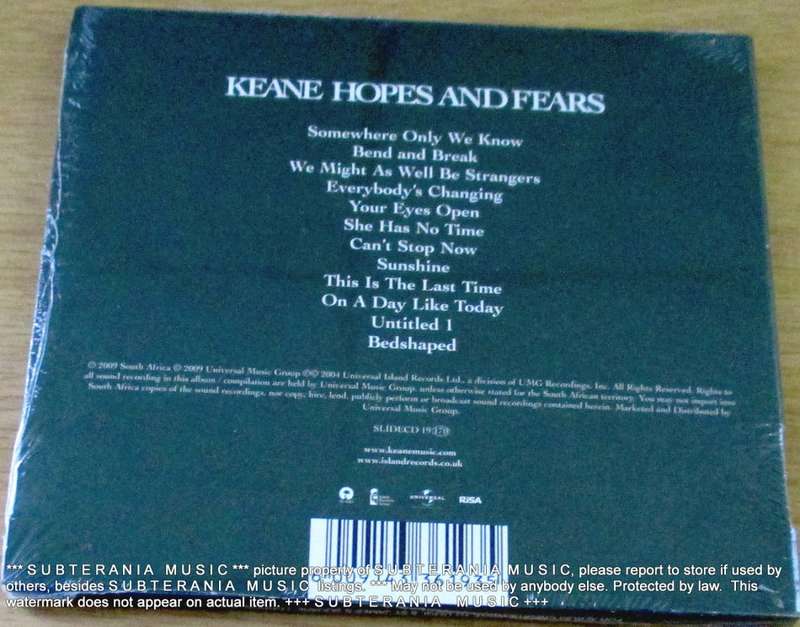 KEANE HOPES AND FEARS
Somewhere Only We Know
Bend and Break
We Might As Well Be Strangers
Everybody's Changing
Your Eyes Open
She Has No Time
Can't Stop Now
Sunshine
This Is The Last Time
On A Day Like Today
Untitled 1
Bedshaped
© 2009 South Africa ℗ 2009 Universal Music Group ℗© 2004 Universal Island Records Ltd., a division of UMG Recordings, Inc. All Rights Reserved. Rights to
all sound recording in this album / compilation are held by Universal Music Group, unless otherwise stated for the South African territory. You may not import into
South Africa copies of the sound recordings, nor copy, hire, lend, publicly perform or broadcast sound recordings contained herein. Marketed and Distributed by
Universal Music Group.
SLIDECD
www.keanemusic.com
www.islandrecords.co.uk
UNIVERSAL RiSA
*** S U B T E R A N I A M U S I C *** picture property of S U B T E R A N I A M U S I C, please report to store if used by
others, besides S U B T E R A N I A M U S I C listings. *** May not be used by anybody else. Protected by law. This
watermark does not appear on actual item. +++ S U B T E R A N I A M U S I C +++